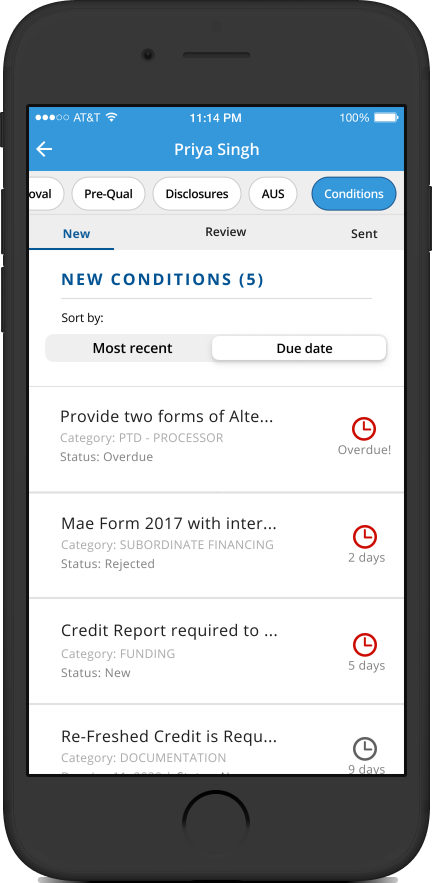 AT&T 11:14 PM 100%
Priya Singh
oval Pre-Qual Disclosures AUS Conditions
New Review Sent
NEW CONDITIONS (5)
Sort by:
Most recent Due date
Provide two forms of Alte...
Category: PTD - PROCESSOR
Status: Overdue
Overdue!
Mae Form 2017 with inter...
Category: SUBORDINATE FINANCING
Status: Rejected
2 days
Credit Report required to ...
Category: FUNDING
Status: New
5 days
Re-Freshed Credit is Requ...
Category: DOCUMENTATION
9 days